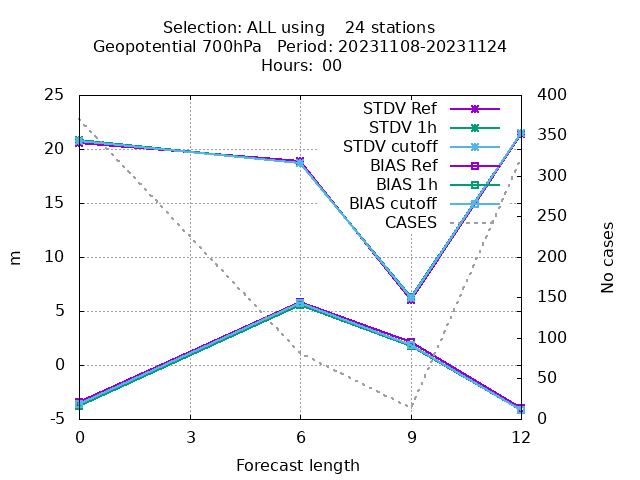 Selection: ALL using    24 stations
Geopotential 700hPa   Period: 20231108-20231124
Hours: 00
25
20
15
10
5
0
-5
m
400
350
300
250
200
150
100
50
0
No cases
STDV Ref
STDV 1h
STDV cutoff
BIAS Ref
BIAS 1h
BIAS cutoff
CASES
0 3 6 9 12
Forecast length